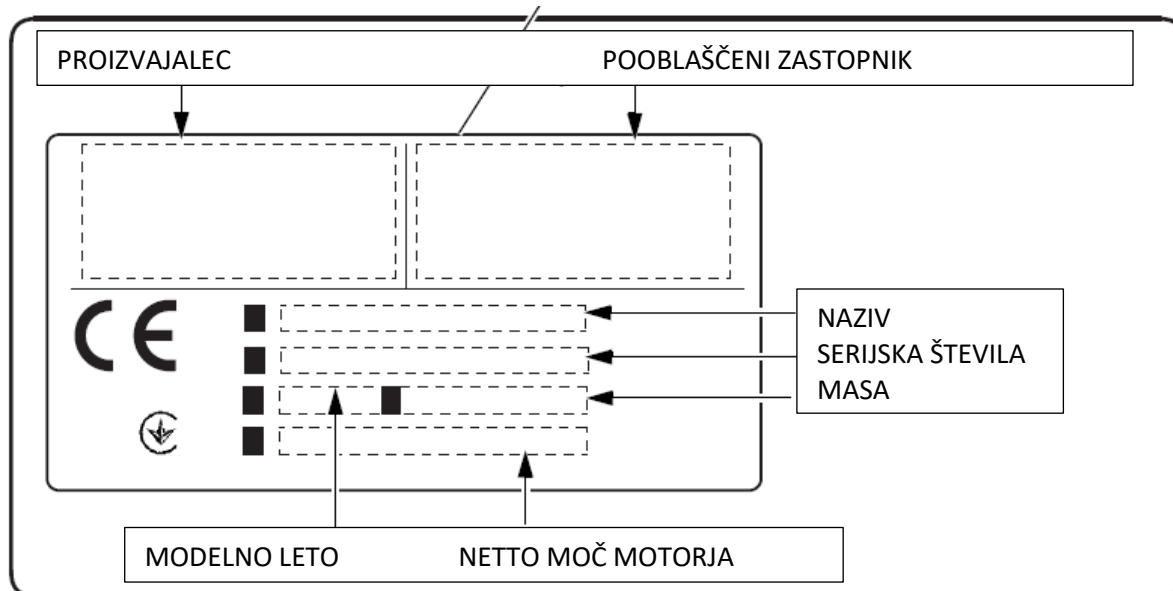 PROIZVAJALEC POOBLAŠČENI ZASTOPNIK
CE
NAZIV
SERIJSKA ŠTEVILA
MASA
MODELNO LETO NETTO MOČ MOTORJA